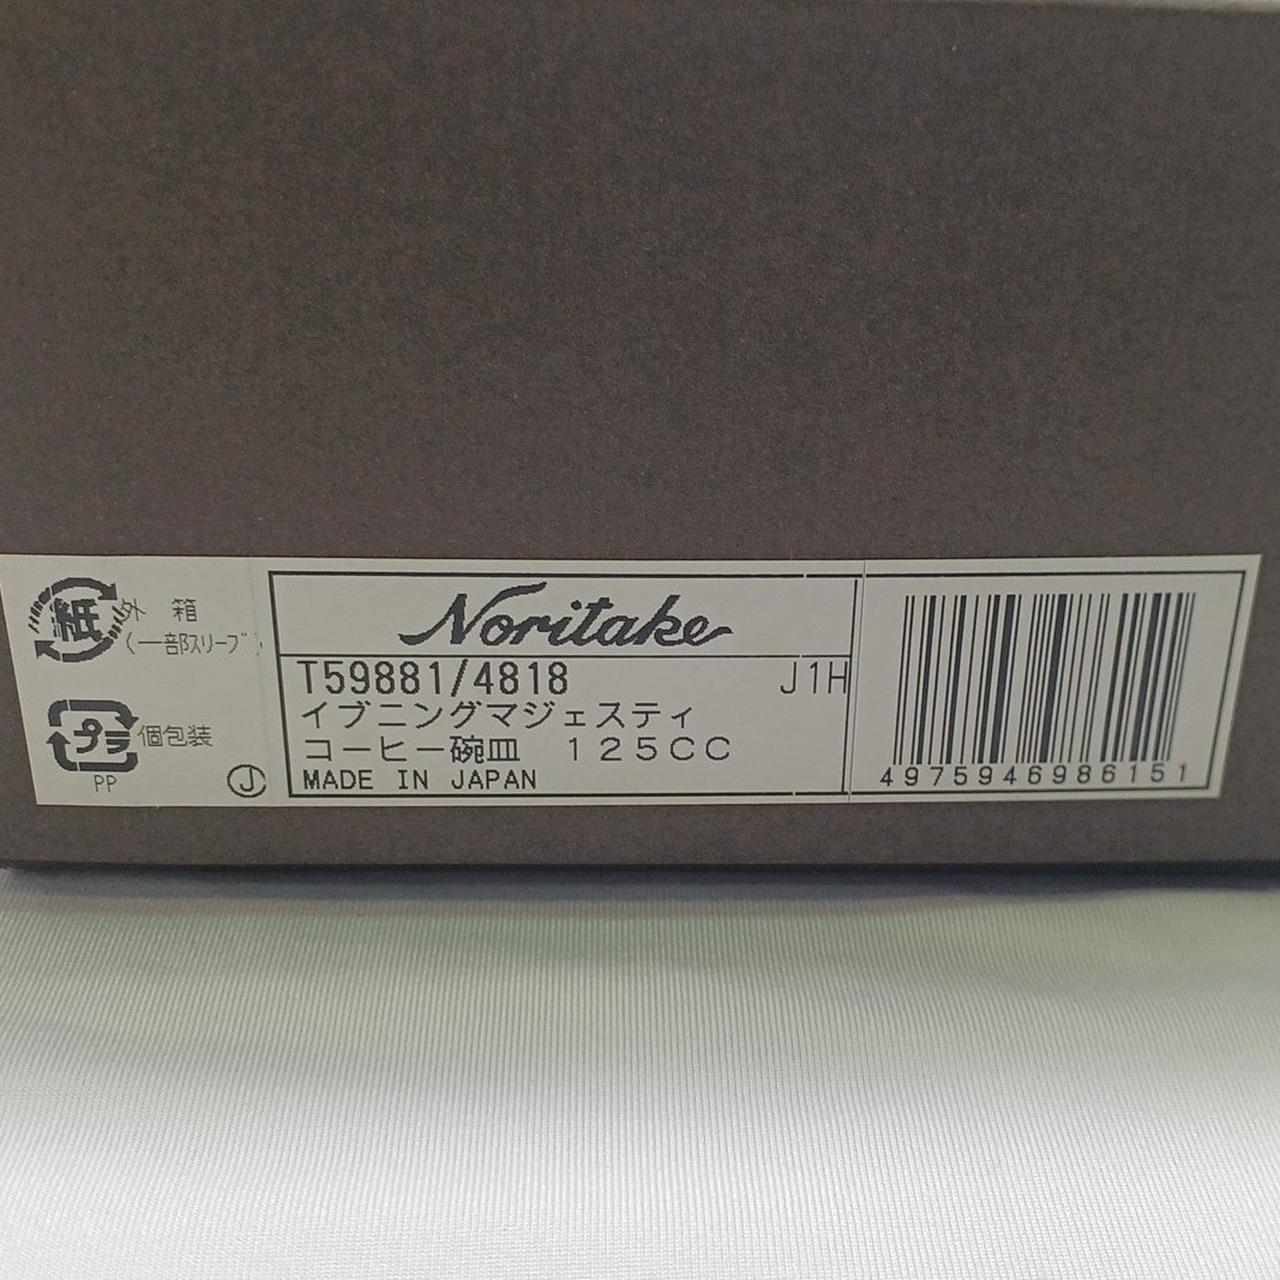 紙
外 箱
(一部スリーブ)
プラ
個包装
PP
J
Noritake
T59881/4818 J1H
イブニングマジェスティ
コーヒー碗皿 125CC
MADE IN JAPAN
4975946986151